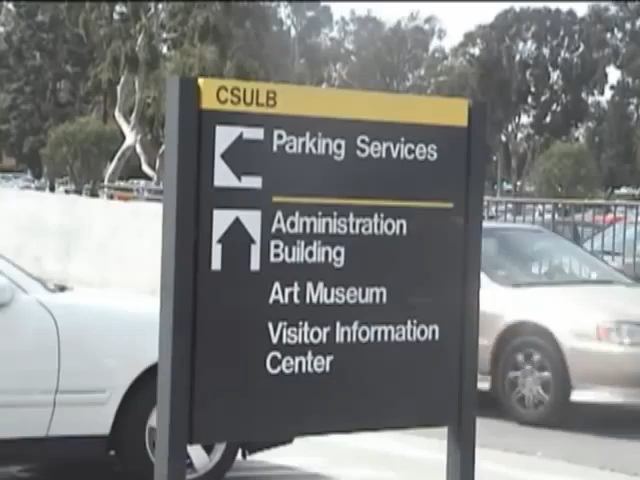 CSULB
Parking Services
Administration
Building
Art Museum
Visitor Information
Center